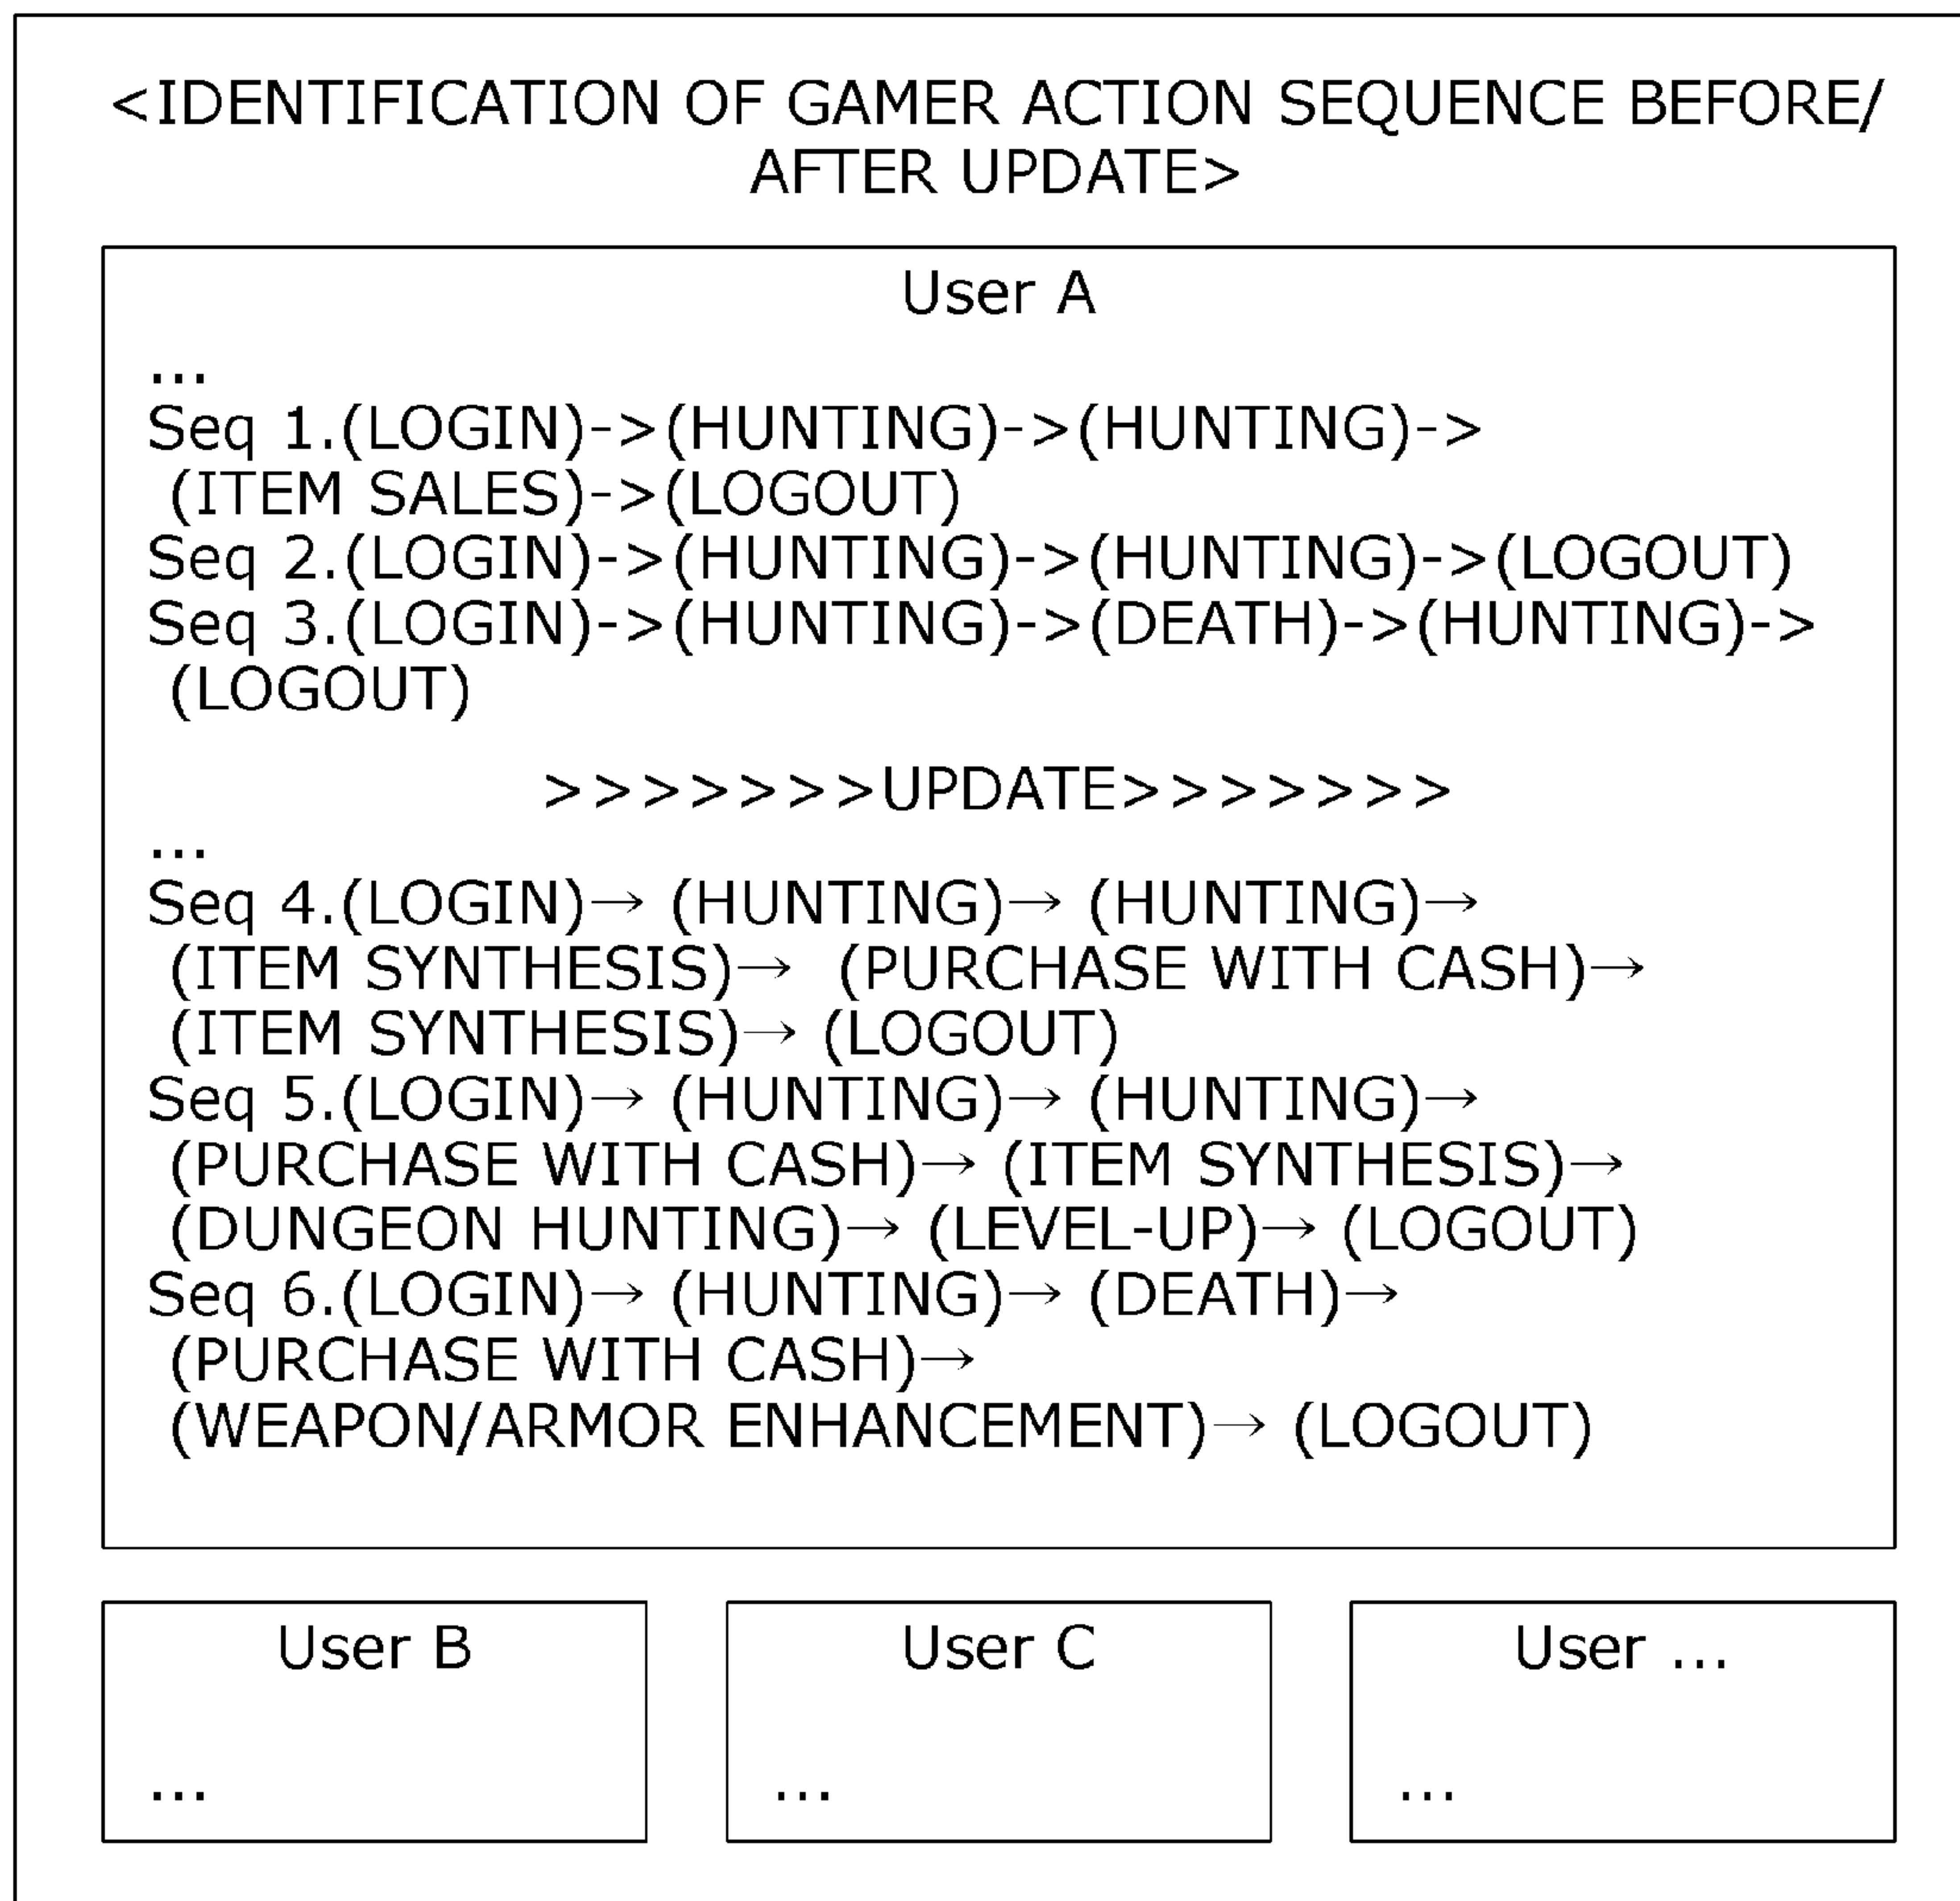 <IDENTIFICATION OF GAMER ACTION SEQUENCE BEFORE/
AFTER UPDATE>
User A
...
Seq 1.(LOGIN)->(HUNTING)->(HUNTING)->
(ITEM SALES)->(LOGOUT)
Seq 2.(LOGIN)->(HUNTING)->(HUNTING)->(LOGOUT)
Seq 3.(LOGIN)->(HUNTING)->(DEATH)->(HUNTING)->
(LOGOUT)
>>>>>>>UPDATE>>>>>>>
...
Seq 4.(LOGIN)→ (HUNTING)→ (HUNTING)→
(ITEM SYNTHESIS)→ (PURCHASE WITH CASH)→
(ITEM SYNTHESIS)→ (LOGOUT)
Seq 5.(LOGIN)→ (HUNTING)→ (HUNTING)→
(PURCHASE WITH CASH)→ (ITEM SYNTHESIS)→
(DUNGEON HUNTING)→ (LEVEL-UP)→ (LOGOUT)
Seq 6.(LOGIN)→ (HUNTING)→ (DEATH)→
(PURCHASE WITH CASH)→
(WEAPON/ARMOR ENHANCEMENT)→ (LOGOUT)
User B
...
User C
...
User ...
...